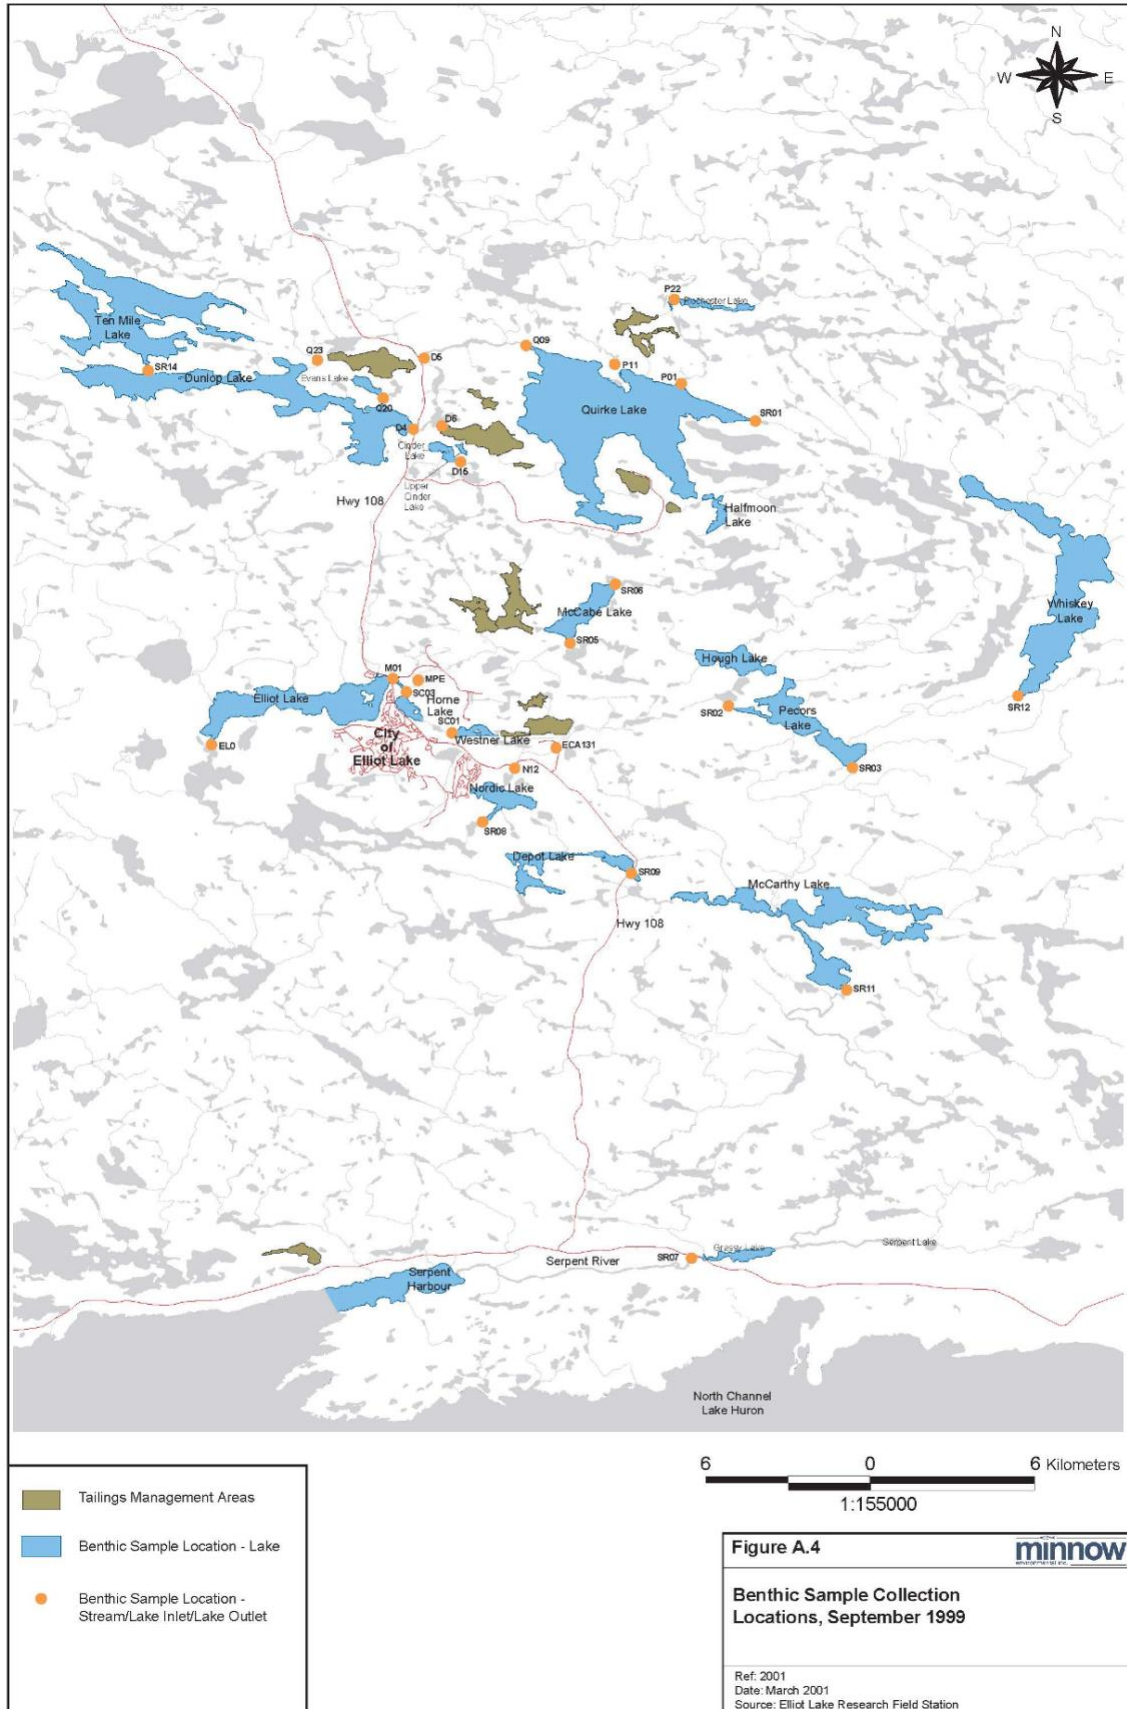 N
W
E
S
P22
Rochester Lake
Ten Mile
Lake
Q09
Q23
D5
P11
SR14
Dunlop Lake
Evans Lake
P01
Q20
Quirke Lake
SR01
D4
D6
Cinder
Lake
D15
Upper
Cinder
Lake
Hwy 108
Halfmoon
Lake
SR06
McCabe Lake
Whiskey
Lake
SR05
Hough Lake
M01
MPE
SC03
Elliot Lake
Horne
Lake
SR02
Pecors
Lake
SR12
SC01
City
of
Elliot Lake
Westner Lake
EL0
ECA131
N12
SR03
Nordic Lake
SR08
Depot Lake
SR09
McCarthy Lake
Hwy 108
SR11
Serpent Lake
Grassy Lake
SR07
Serpent River
Serpent
Harbour
North Channel
Lake Huron
6 0 6 Kilometers
1:155000
Tailings Management Areas
Benthic Sample Location - Lake
Benthic Sample Location -
Stream/Lake Inlet/Lake Outlet
Figure A.4
minnow
environmental inc.
Benthic Sample Collection
Locations, September 1999
Ref: 2001
Date: March 2001
Source: Elliot Lake Research Field Station